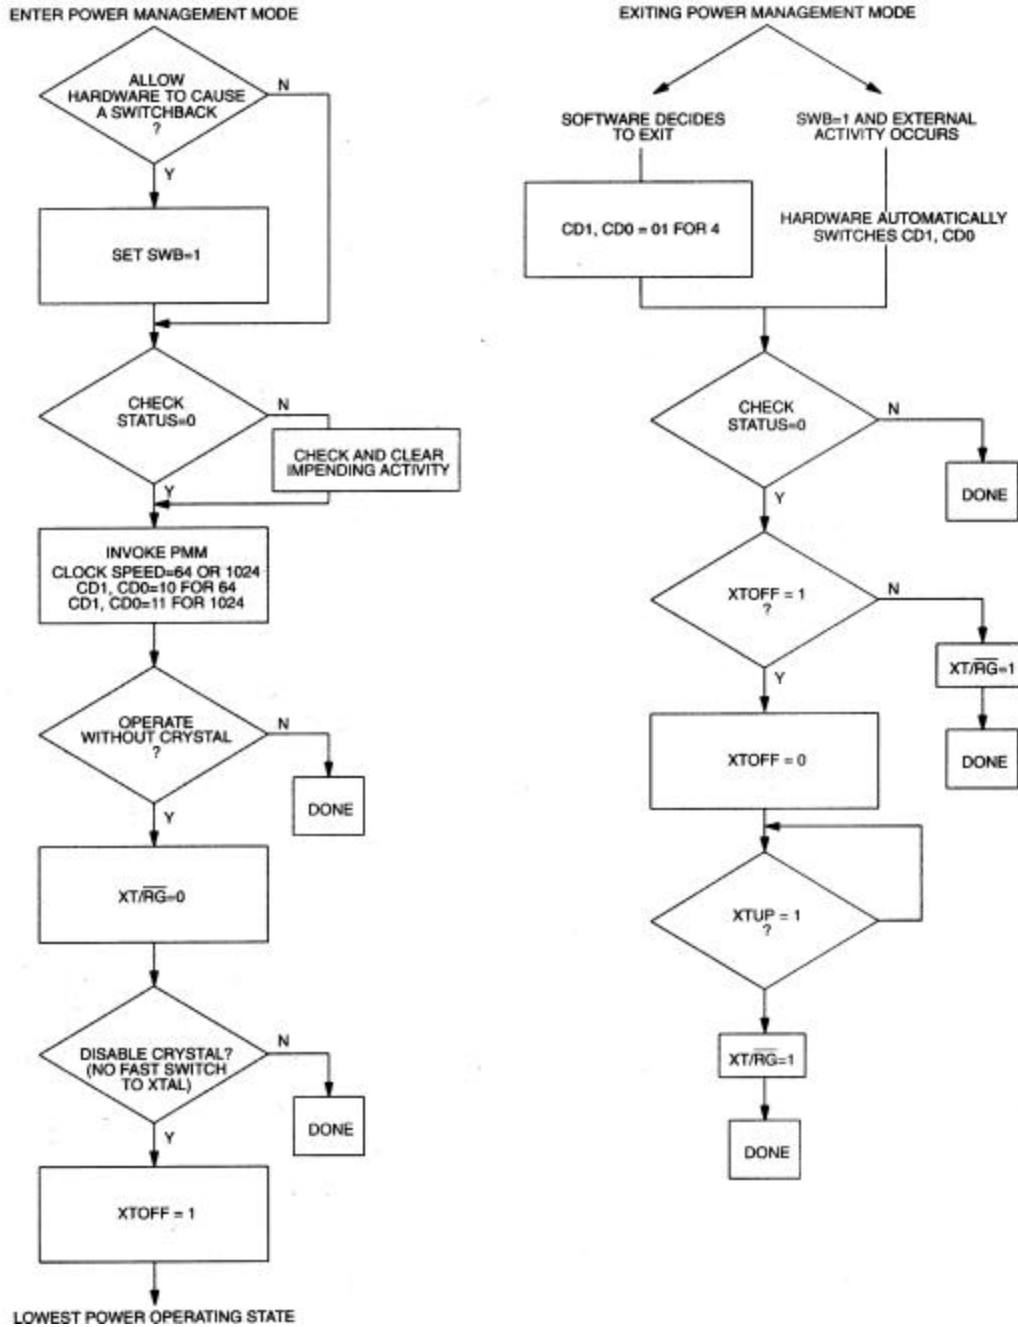 ENTER POWER MANAGEMENT MODE
ALLOW
HARDWARE TO CAUSE
A SWITCHBACK
?
N
Y
SET SWB=1
CHECK
STATUS=0
N
CHECK AND CLEAR
IMPENDING ACTIVITY
Y
INVOKE PMM
CLOCK SPEED=64 OR 1024
CD1, CD0=10 FOR 64
CD1, CD0=11 FOR 1024
OPERATE
WITHOUT CRYSTAL
?
N
DONE
Y
XT/R̅G̅=0
DISABLE CRYSTAL?
(NO FAST SWITCH
TO XTAL)
N
DONE
Y
XTOFF = 1
LOWEST POWER OPERATING STATE
EXITING POWER MANAGEMENT MODE
SOFTWARE DECIDES
TO EXIT
SWB=1 AND EXTERNAL
ACTIVITY OCCURS
CD1, CD0 = 01 FOR 4
HARDWARE AUTOMATICALLY
SWITCHES CD1, CD0
CHECK
STATUS=0
N
DONE
Y
XTOFF = 1
?
N
XT/R̅G̅=1
DONE
Y
XTOFF = 0
XTUP = 1
?
XT/R̅G̅=1
DONE